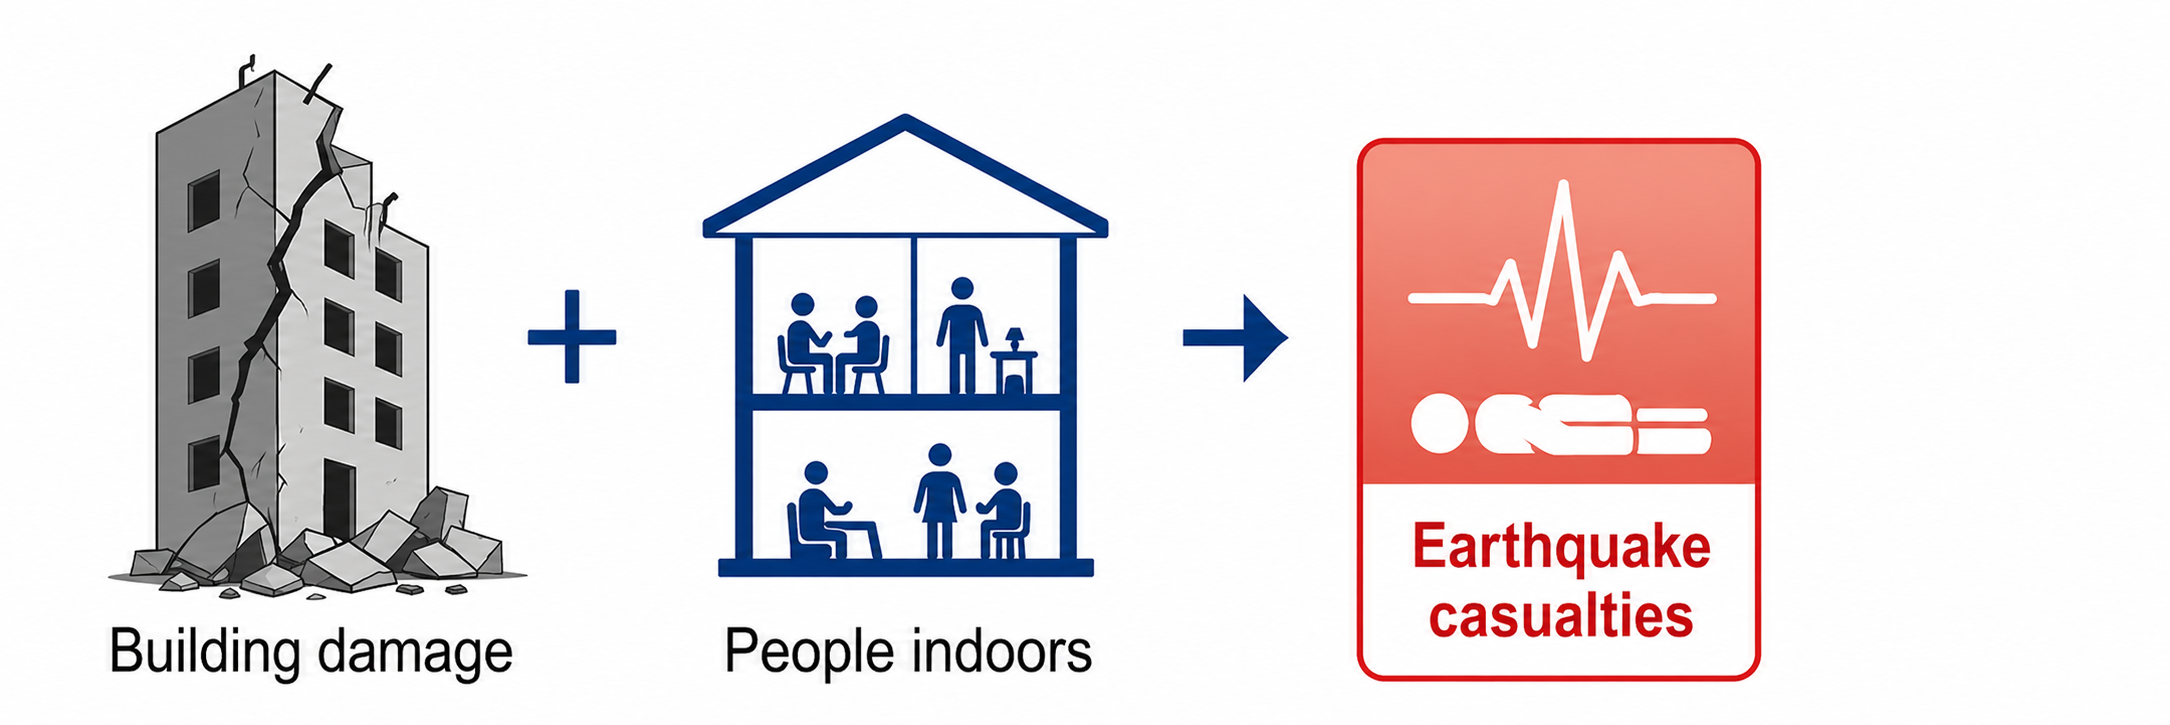 Building damage
People indoors
Earthquake
casualties